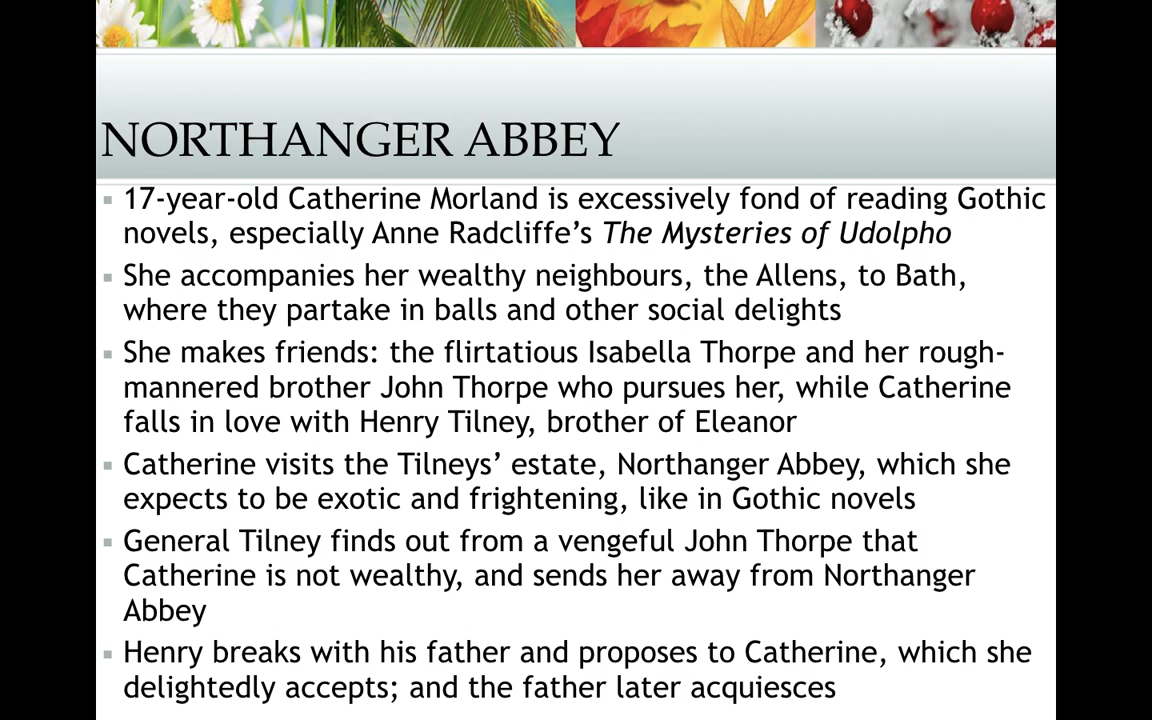 NORTHANGER ABBEY
17-year-old Catherine Morland is excessively fond of reading Gothic
novels, especially Anne Radcliffe’s The Mysteries of Udolpho
She accompanies her wealthy neighbours, the Allens, to Bath,
where they partake in balls and other social delights
She makes friends: the flirtatious Isabella Thorpe and her rough-
mannered brother John Thorpe who pursues her, while Catherine
falls in love with Henry Tilney, brother of Eleanor
Catherine visits the Tilneys’ estate, Northanger Abbey, which she
expects to be exotic and frightening, like in Gothic novels
General Tilney finds out from a vengeful John Thorpe that
Catherine is not wealthy, and sends her away from Northanger
Abbey
Henry breaks with his father and proposes to Catherine, which she
delightedly accepts; and the father later acquiesces